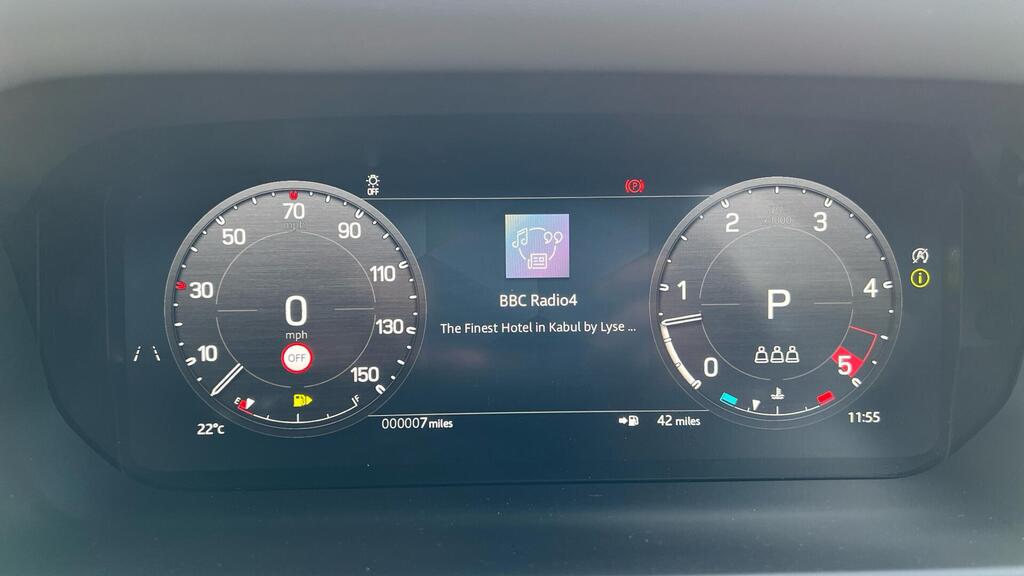 OFF
P
70
mph
50
90
30
110
10
130
150
0
mph
OFF
E
F
22°c
BBC Radio4
The Finest Hotel in Kabul by Lyse ...
000007 miles
42 miles
2
3
x1000
1
4
0
5
P
A
i
11:55